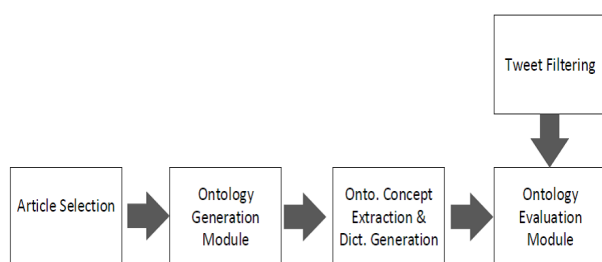 Tweet Filtering
Article Selection
Ontology
Generation
Module
Onto. Concept
Extraction &
Dict. Generation
Ontology
Evaluation
Module